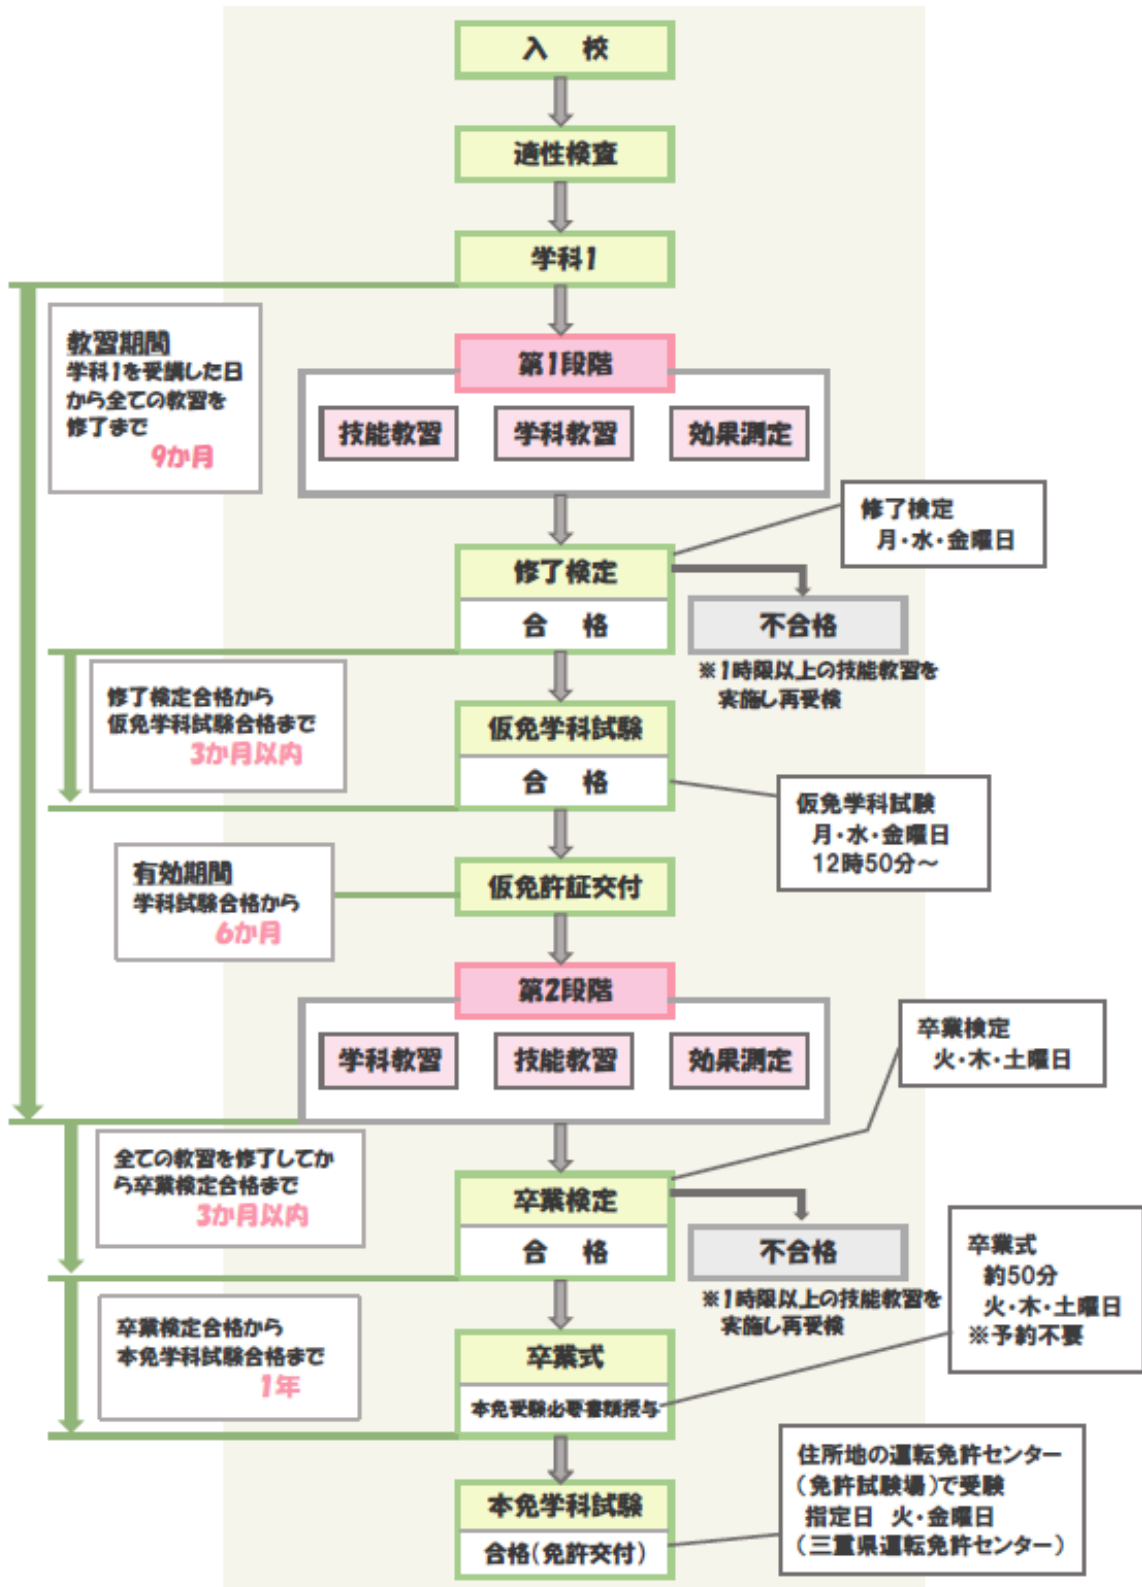 入　校
適性検査
学科1
教習期間
学科1を受講した日
から全ての教習を
修了まで
9か月
第1段階
技能教習
学科教習
効果測定
修了検定
月・水・金曜日
修了検定
合　格
不合格
※1時限以上の技能教習を
実施し再受検
修了検定合格から
仮免学科試験合格まで
3か月以内
仮免学科試験
合　格
仮免学科試験
月・水・金曜日
12時50分～
有効期間
学科試験合格から
6か月
仮免許証交付
第2段階
学科教習
技能教習
効果測定
卒業検定
火・木・土曜日
全ての教習を修了してか
ら卒業検定合格まで
3か月以内
卒業検定
合　格
不合格
※1時限以上の技能教習を
実施し再受検
卒業式
約50分
火・木・土曜日
※予約不要
卒業検定合格から
本免学科試験合格まで
1年
卒業式
本免受験必要書類授与
本免学科試験
合格(免許交付)
住所地の運転免許センター
(免許試験場)で受験
指定日 火・金曜日
(三重県運転免許センター)